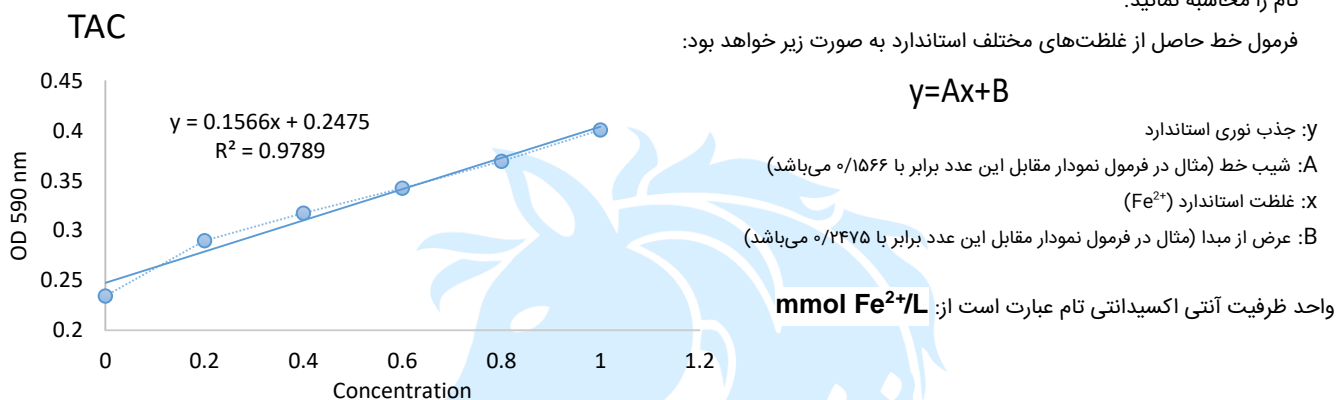 تام را محاسبه نمائید.
فرمول خط حاصل از غلظت‌های مختلف استاندارد به صورت زیر خواهد بود:
y=Ax+B
y: جذب نوری استاندارد
A: شیب خط (مثال در فرمول نمودار مقابل این عدد برابر با ۰/۱۵۶۶ می‌باشد)
x: غلظت استاندارد (Fe²⁺)
B: عرض از مبدا (مثال در فرمول نمودار مقابل این عدد برابر با ۰/۲۴۷۵ می‌باشد)
واحد ظرفیت آنتی اکسیدانتی تام عبارت است از: mmol Fe²⁺/L
TAC
y = 0.1566x + 0.2475
R² = 0.9789
OD 590 nm
0.45
0.4
0.35
0.3
0.25
0.2
0 0.2 0.4 0.6 0.8 1 1.2
Concentration